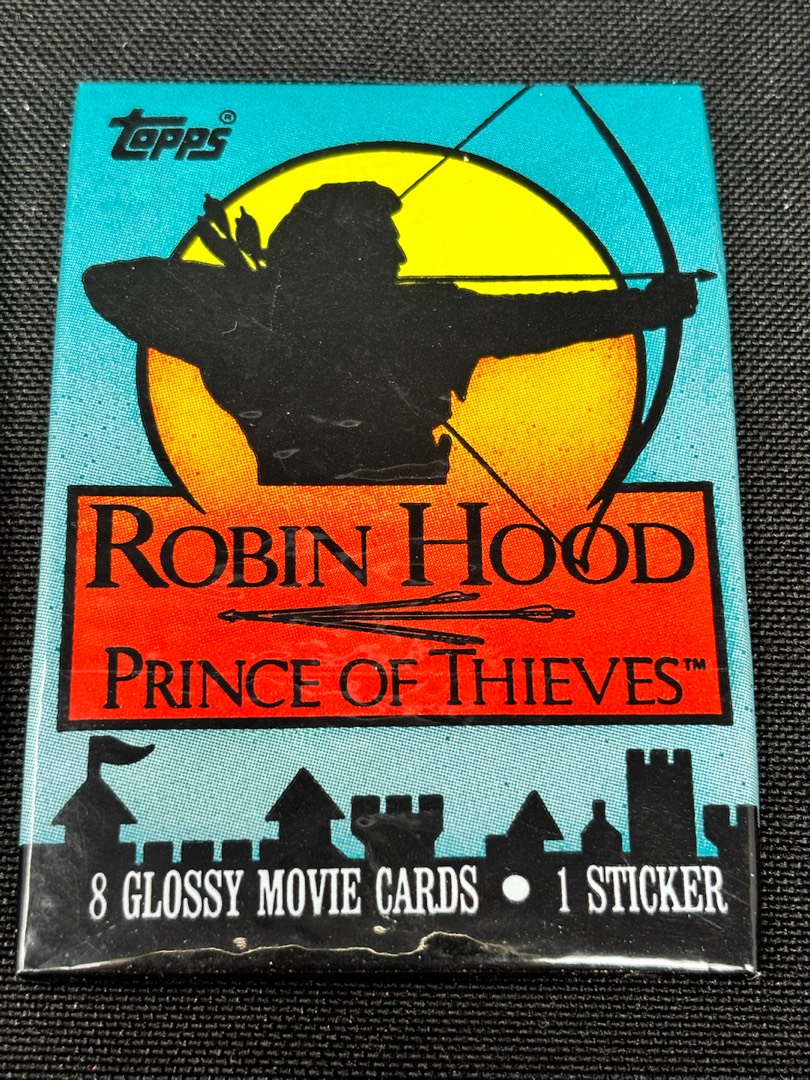 Topps®
ROBIN HOOD
PRINCE OF THIEVES™
8 GLOSSY MOVIE CARDS • 1 STICKER